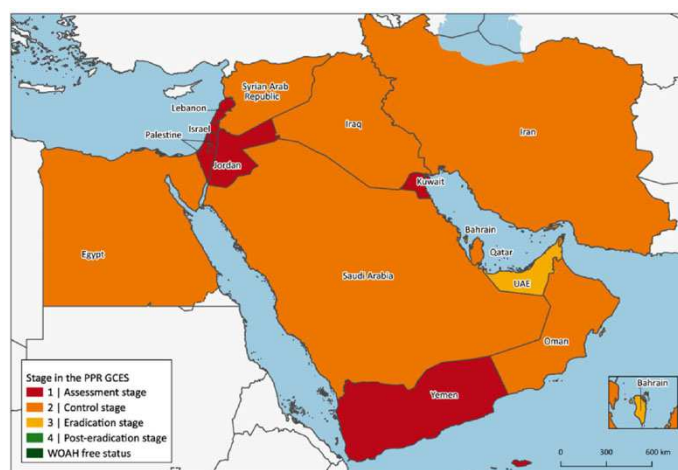 Syrian Arab
Republic
Lebanon
Israel
Palestine
Iraq
Iran
Jordan
Kuwait
Bahrain
Qatar
Egypt
Saudi Arabia
UAE
Oman
Yemen
Stage in the PPR GCES
1 | Assessment stage
2 | Control stage
3 | Eradication stage
4 | Post-eradication stage
WOAH free status
Bahrain
0 300 600 km